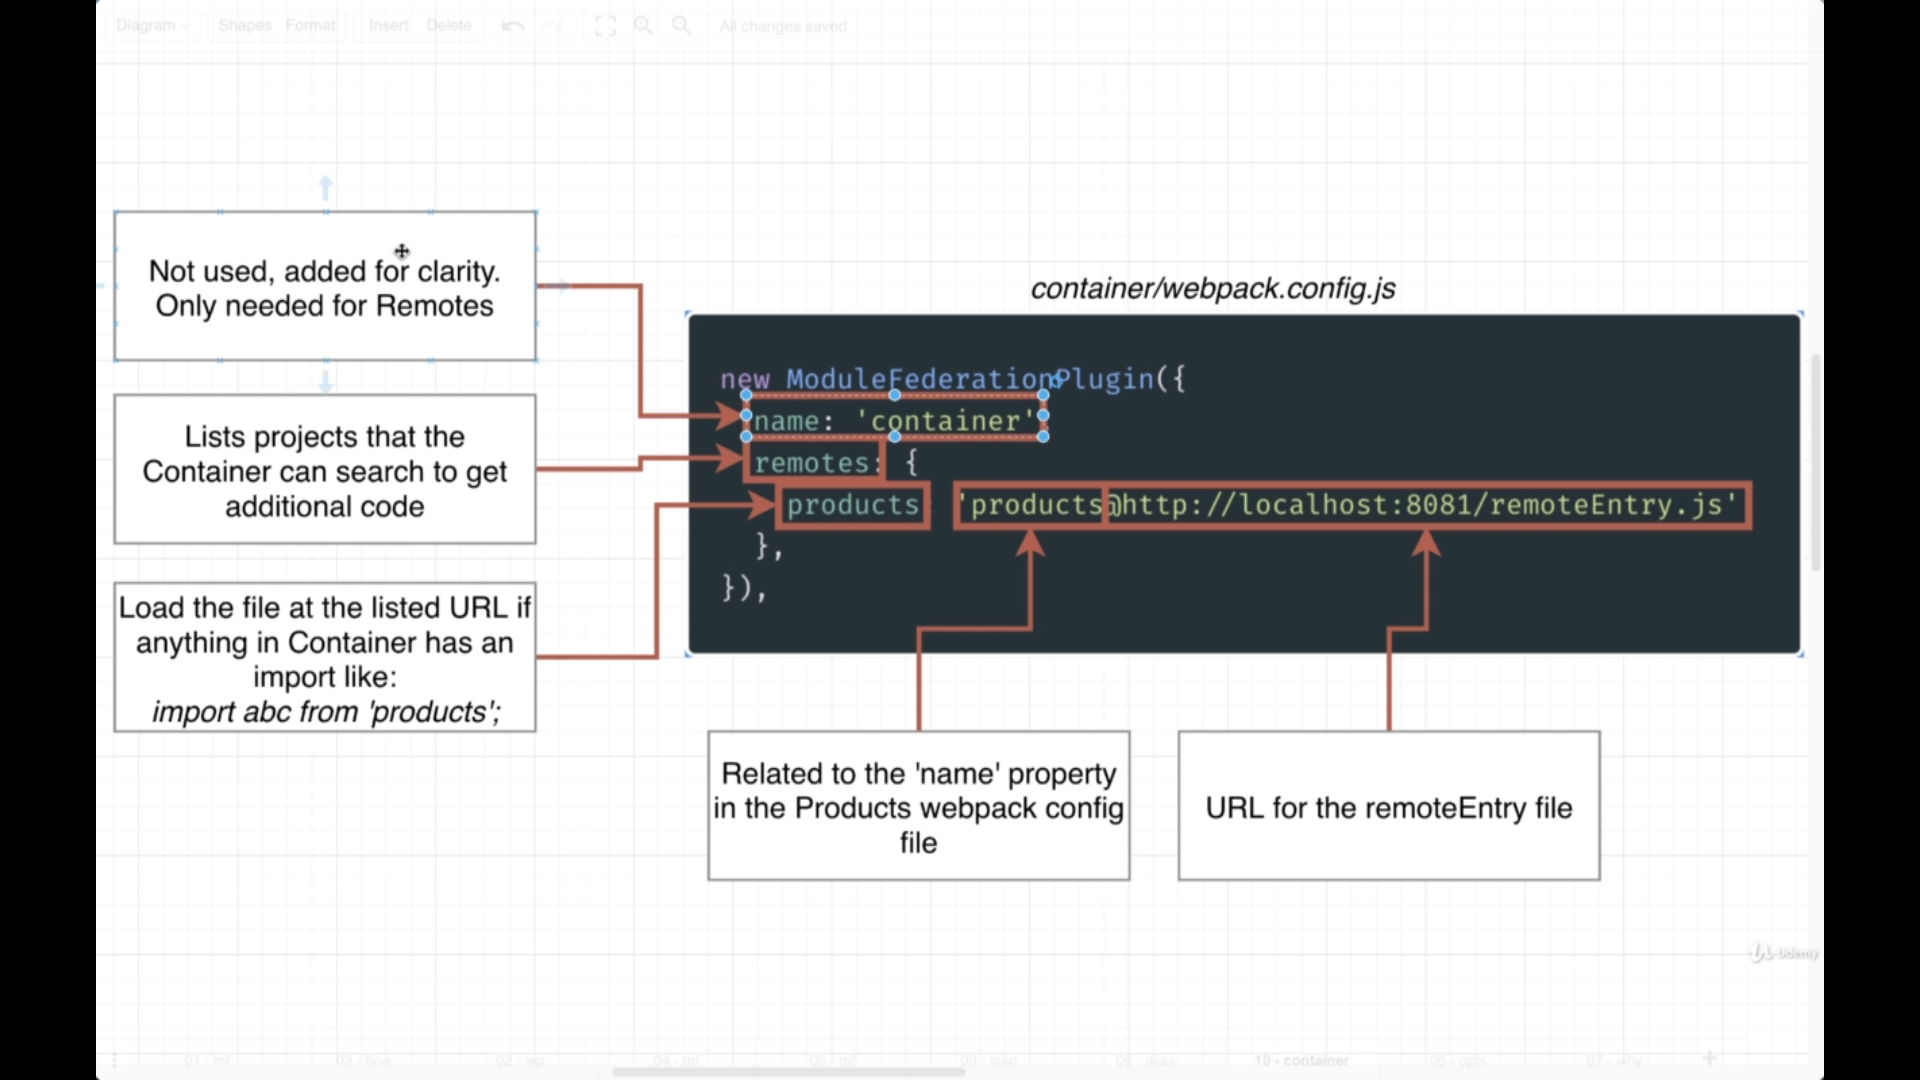 Diagram Shapes Format Insert Delete All changes saved
Not used, added for clarity.
Only needed for Remotes
Lists projects that the
Container can search to get
additional code
Load the file at the listed URL if
anything in Container has an
import like:
import abc from 'products';
container/webpack.config.js
new ModuleFederationPlugin({
name: 'container'
remotes: {
products 'products@http://localhost:8081/remoteEntry.js'
},
}),
Related to the 'name' property
in the Products webpack config
file
URL for the remoteEntry file
Udemy
01 - mf 03 - flow 02 - wp 04 - mf 05 - mf 09 - load 06 - alias 10 - container 05 - opts 07 - why